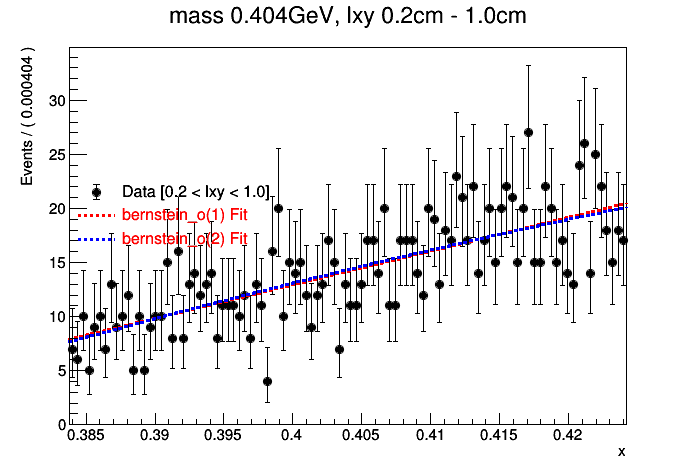 mass 0.404GeV, lxy 0.2cm - 1.0cm
Events / ( 0.000404 )
30
25
20
15
10
5
0
Data [0.2 < lxy < 1.0]
bernstein_o(1) Fit
bernstein_o(2) Fit
0.385 0.39 0.395 0.4 0.405 0.41 0.415 0.42
x